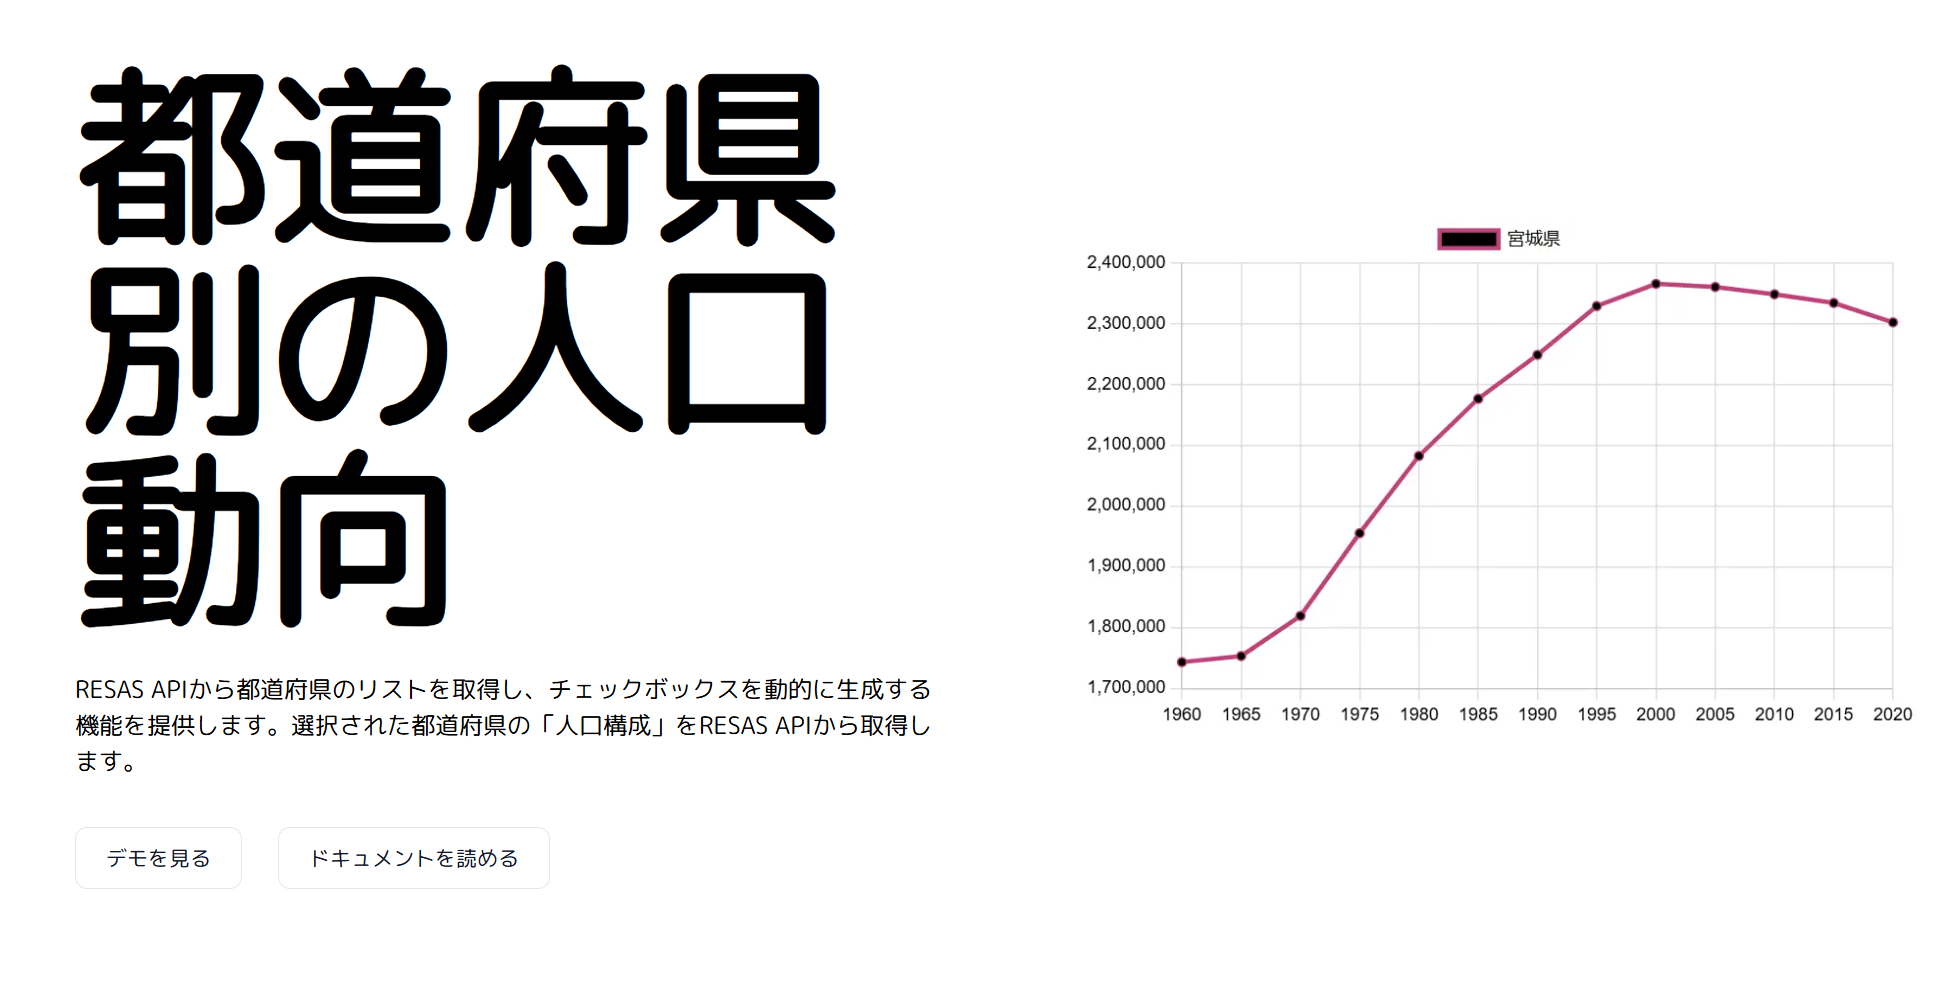 都道府県
別の人口
動向
RESAS APIから都道府県のリストを取得し、チェックボックスを動的に生成する
機能を提供します。選択された都道府県の「人口構成」をRESAS APIから取得し
ます。
デモを見る
ドキュメントを読める
宮城県
2,400,000
2,300,000
2,200,000
2,100,000
2,000,000
1,900,000
1,800,000
1,700,000
1960 1965 1970 1975 1980 1985 1990 1995 2000 2005 2010 2015 2020